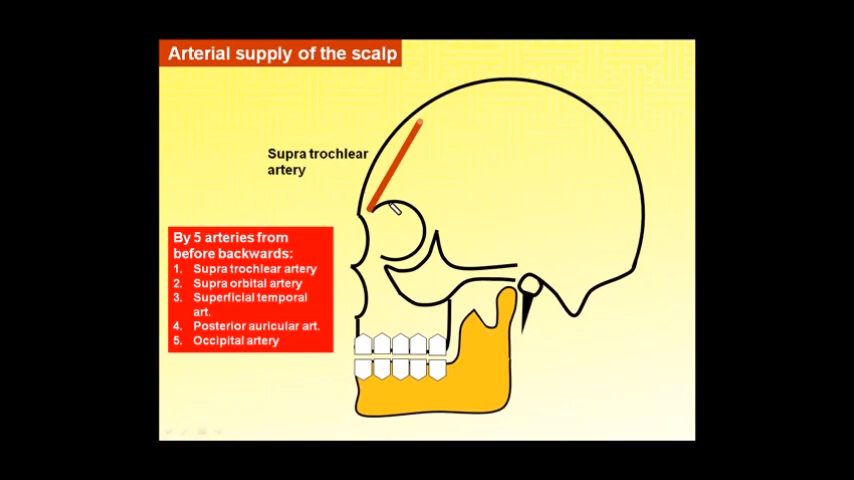 Arterial supply of the scalp
Supra trochlear
artery
By 5 arteries from
before backwards:
1. Supra trochlear artery
2. Supra orbital artery
3. Superficial temporal
art.
4. Posterior auricular art.
5. Occipital artery